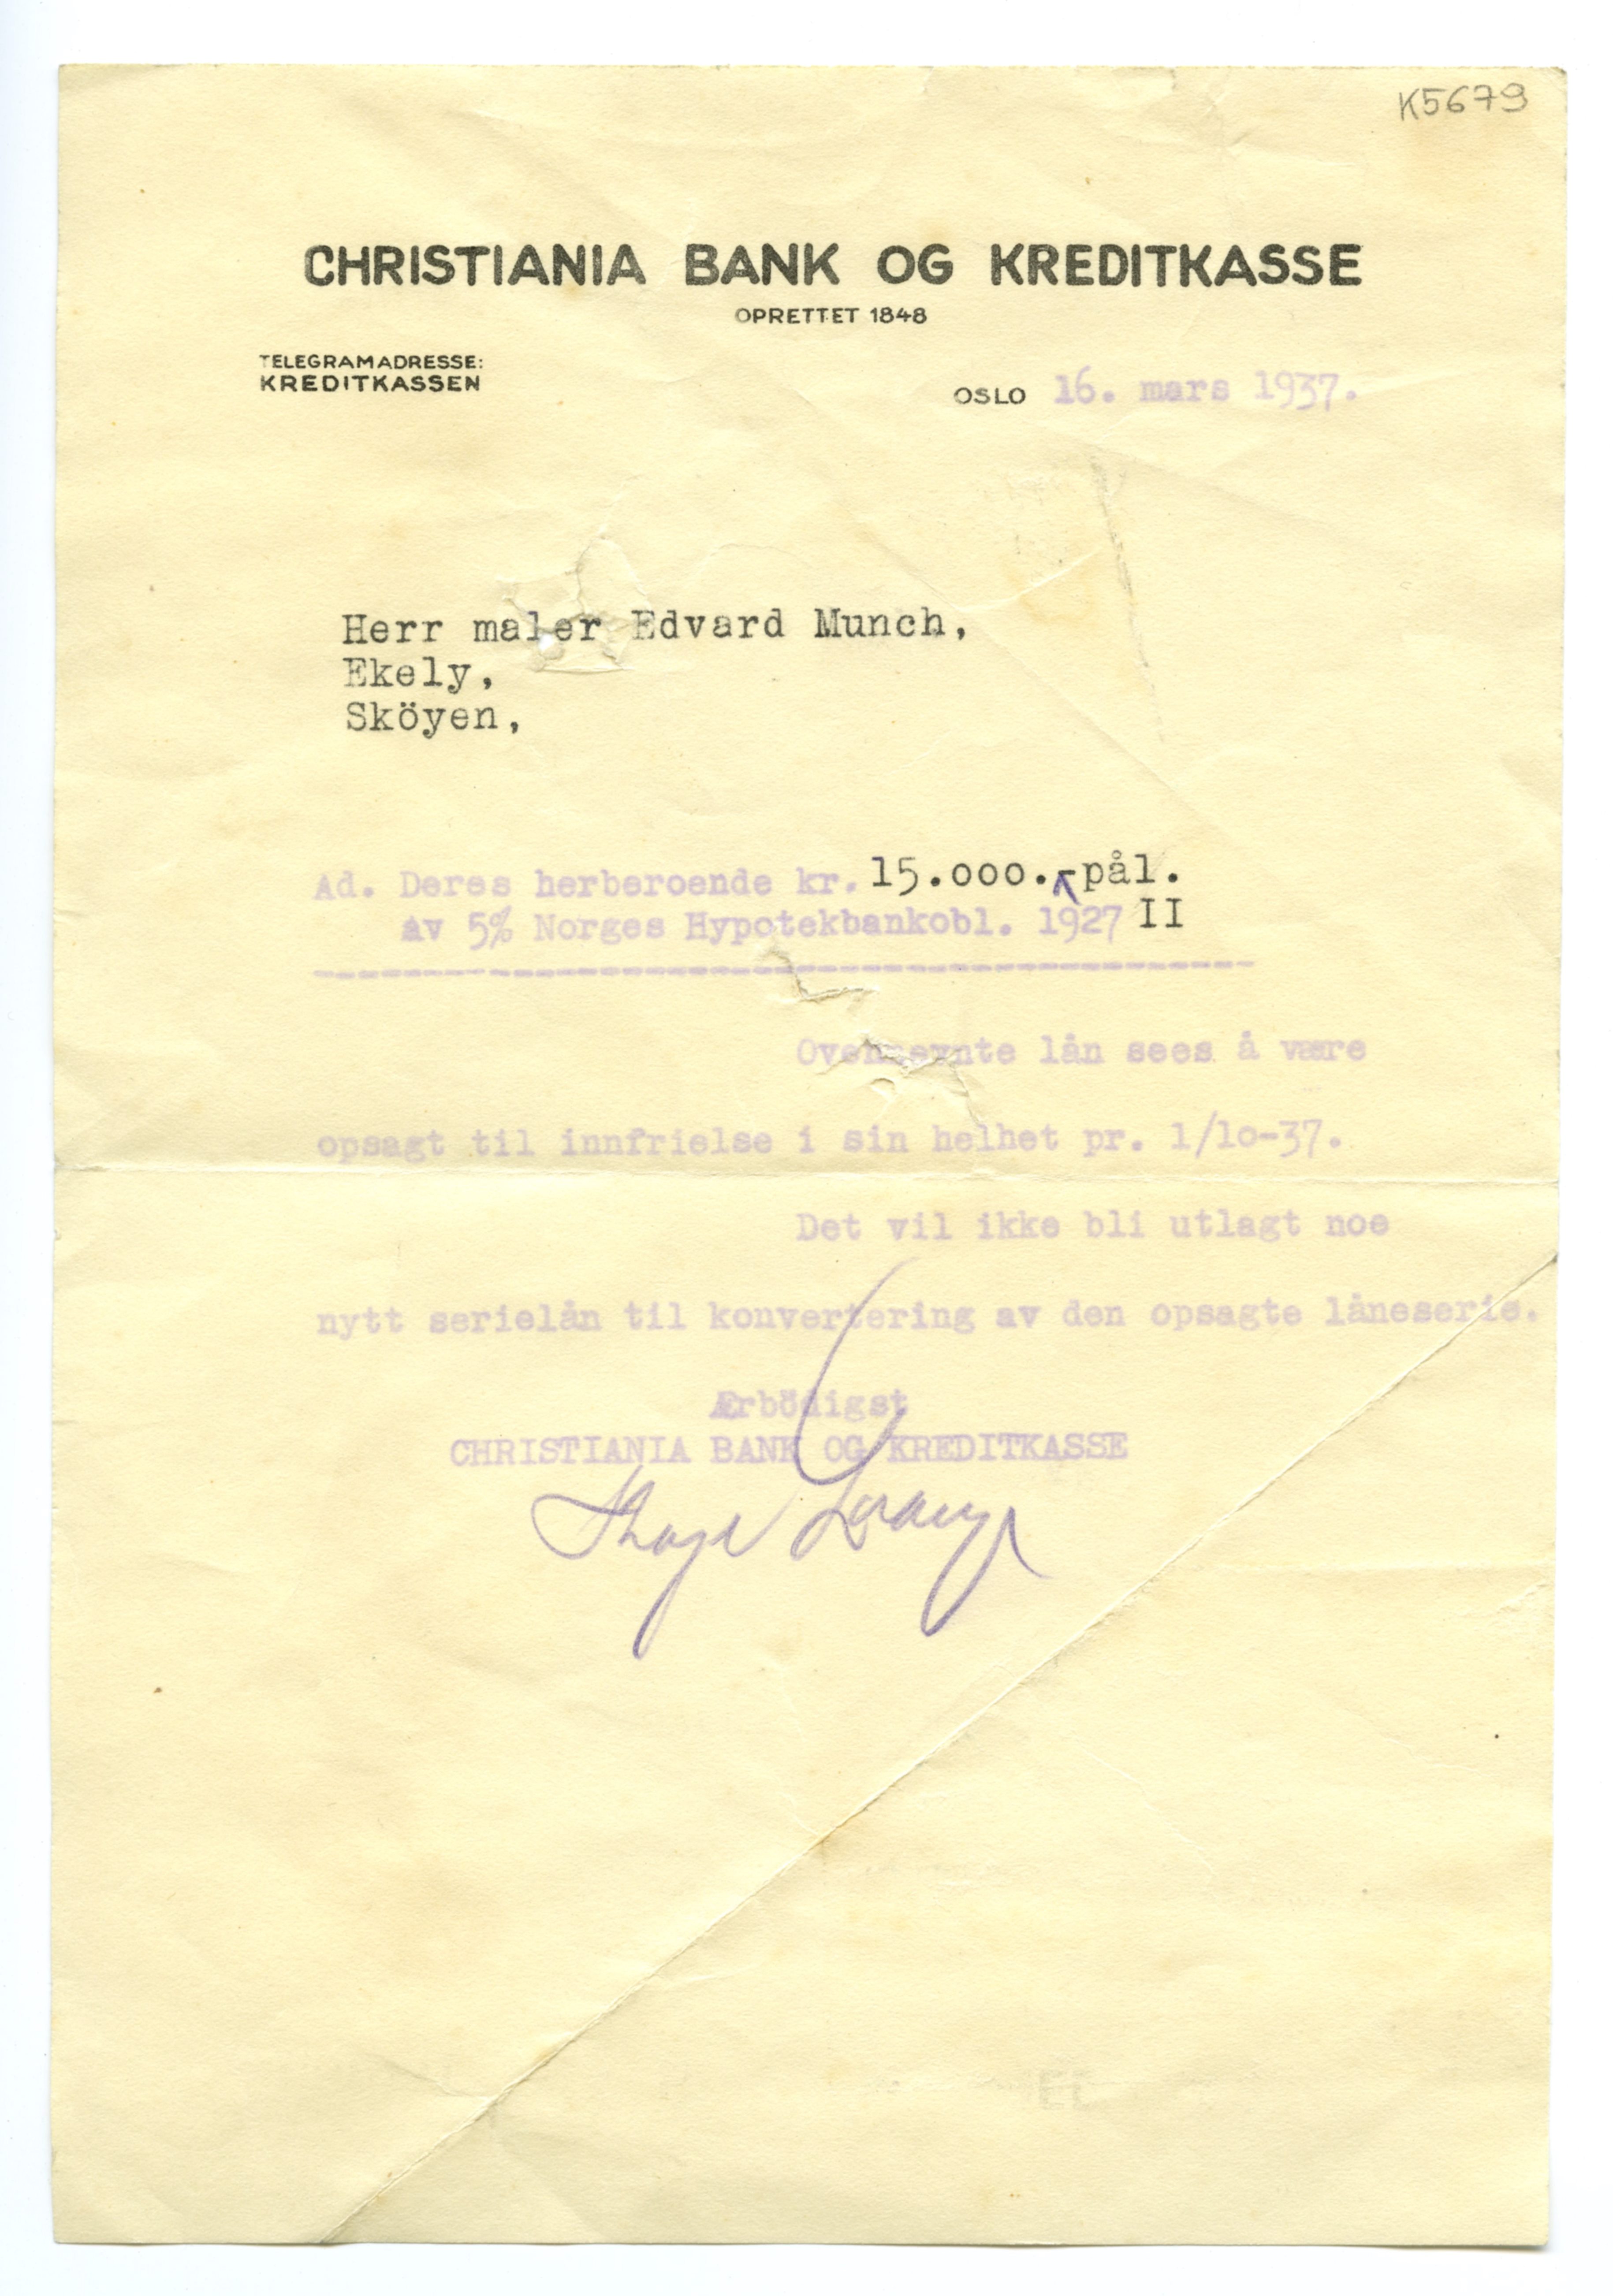 K5679
CHRISTIANIA BANK OG KREDITKASSE
OPRETTET 1848
TELEGRAMADRESSE:
KREDITKASSEN
OSLO 16. mars 1937.
Herr maler Edvard Munch,
Ekely,
Sköyen,
Ad. Deres herberoende kr. 15.000.- pål.
av 5% Norges Hypotekbankobl. 1927 II
Ovennevnte lån sees å være
opsagt til innfrielse i sin helhet pr. 1/10-37.
Det vil ikke bli utlagt noe
nytt serielån til konvertering av den opsagte låneserie.
Ærbödigst
CHRISTIANIA BANK OG KREDITKASSE